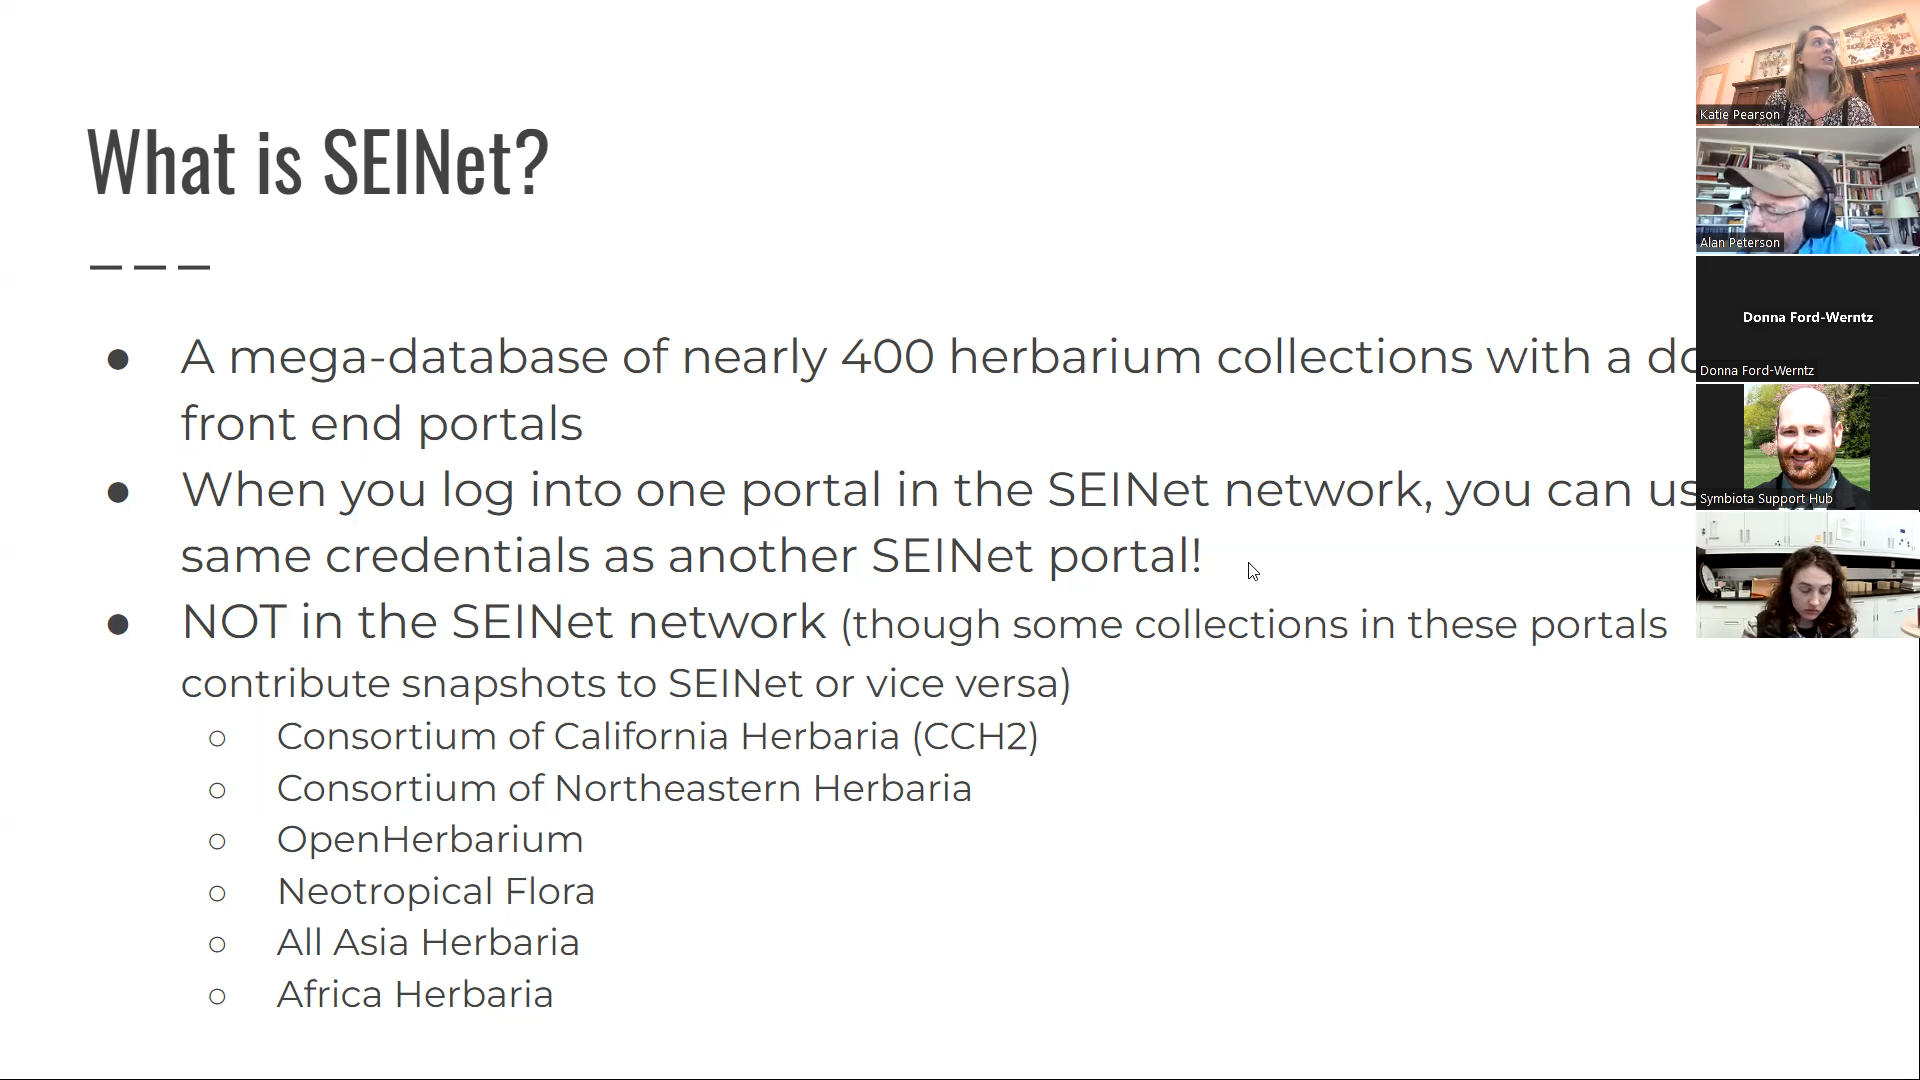 What is SEINet?
A mega-database of nearly 400 herbarium collections with a
front end portals
When you log into one portal in the SEINet network, you can
same credentials as another SEINet portal!
NOT in the SEINet network (though some collections in these portals
contribute snapshots to SEINet or vice versa)
Consortium of California Herbaria (CCH2)
Consortium of Northeastern Herbaria
OpenHerbarium
Neotropical Flora
All Asia Herbaria
Africa Herbaria
Katie Pearson
Alan Peterson
Donna Ford-Werntz
Donna Ford-Werntz
Symbiota Support Hub